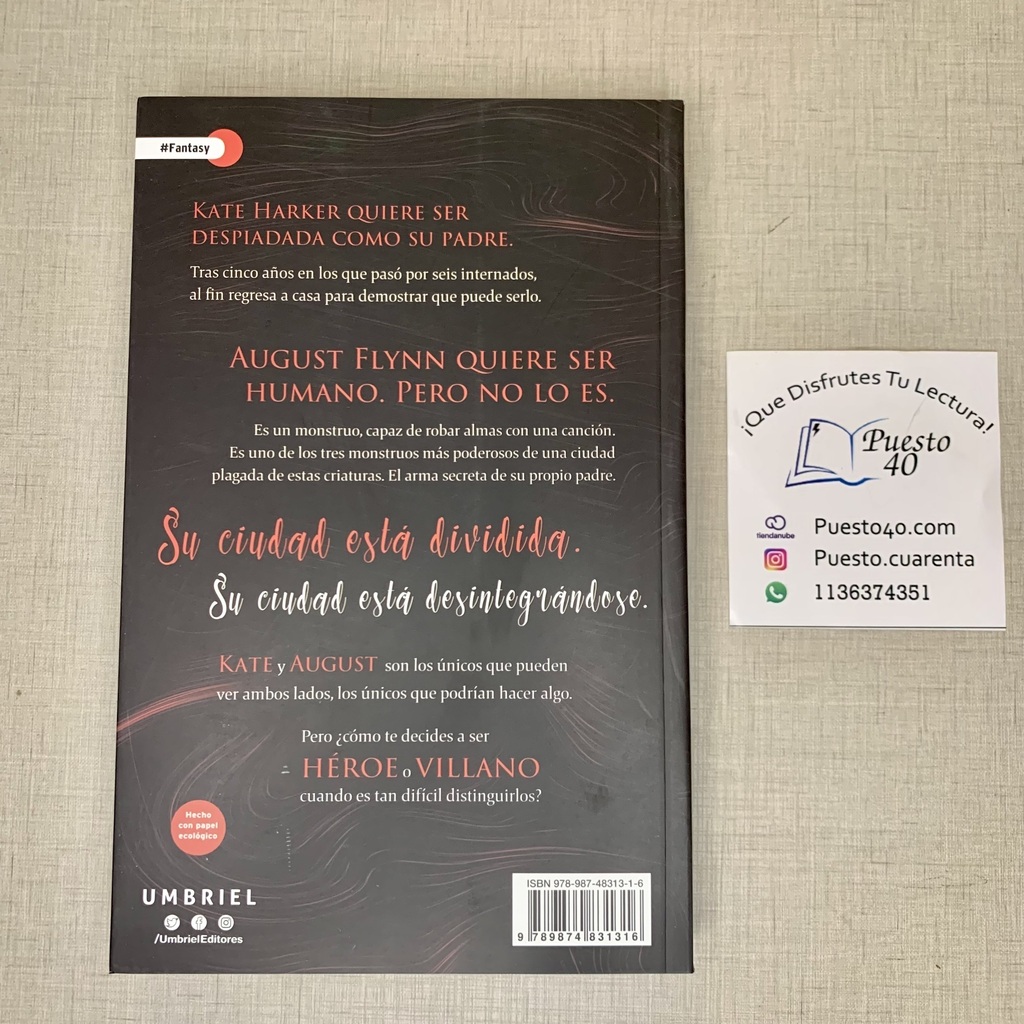 #Fantasy
KATE HARKER QUIERE SER
DESPIADADA COMO SU PADRE.
Tras cinco años en los que pasó por seis internados,
al fin regresa a casa para demostrar que puede serlo.
AUGUST FLYNN QUIERE SER
HUMANO. PERO NO LO ES.
Es un monstruo, capaz de robar almas con una canción.
Es uno de los tres monstruos más poderosos de una ciudad
plagada de estas criaturas. El arma secreta de su propio padre.
Su ciudad está dividida.
Su ciudad está desintegrándose.
KATE y AUGUST son los únicos que pueden
ver ambos lados, los únicos que podrían hacer algo.
Pero ¿cómo te decides a ser
HÉROE o VILLANO
cuando es tan difícil distinguirlos?
Hecho
con papel
ecológico
UMBRIEL
/UmbrielEditores
ISBN 978-987-48313-1-6
9 789874 831316
¡Que Disfrutes Tu Lectura!
Puesto
40
tiendanube
Puesto40.com
Puesto.cuarenta
1136374351